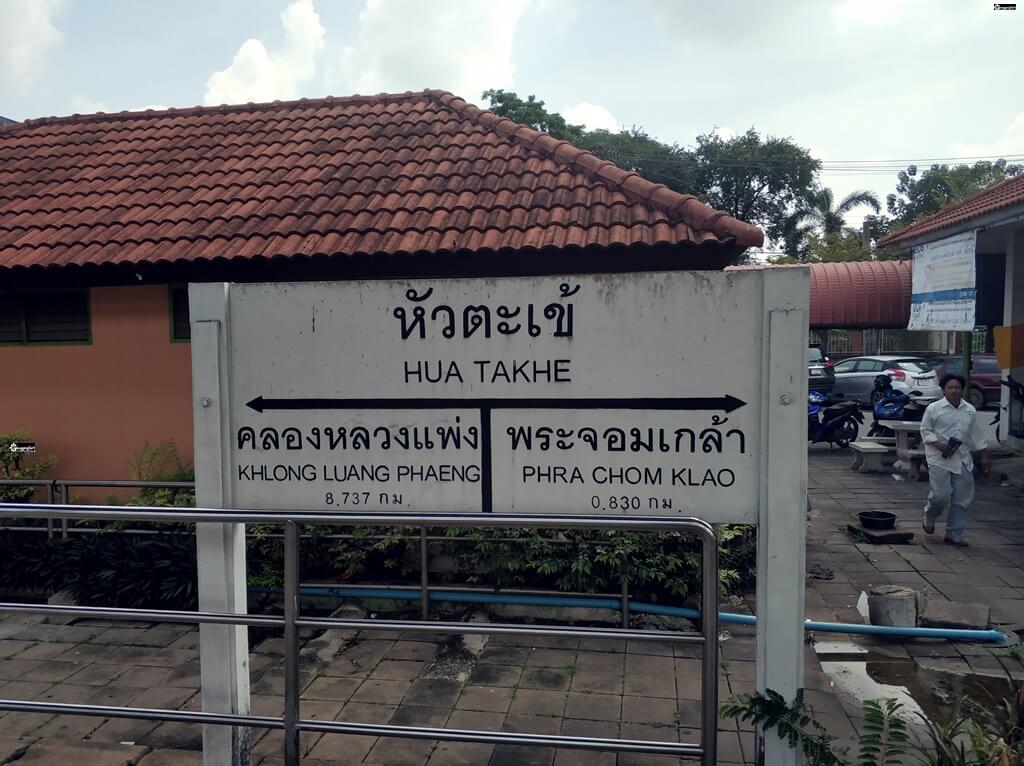 หัวตะเข้
HUA TAKHE
คลองหลวงแพ่ง
KHLONG LUANG PHAENG
8.737 กม.
พระจอมเกล้า
PHRA CHOM KLAO
0.830 กม.